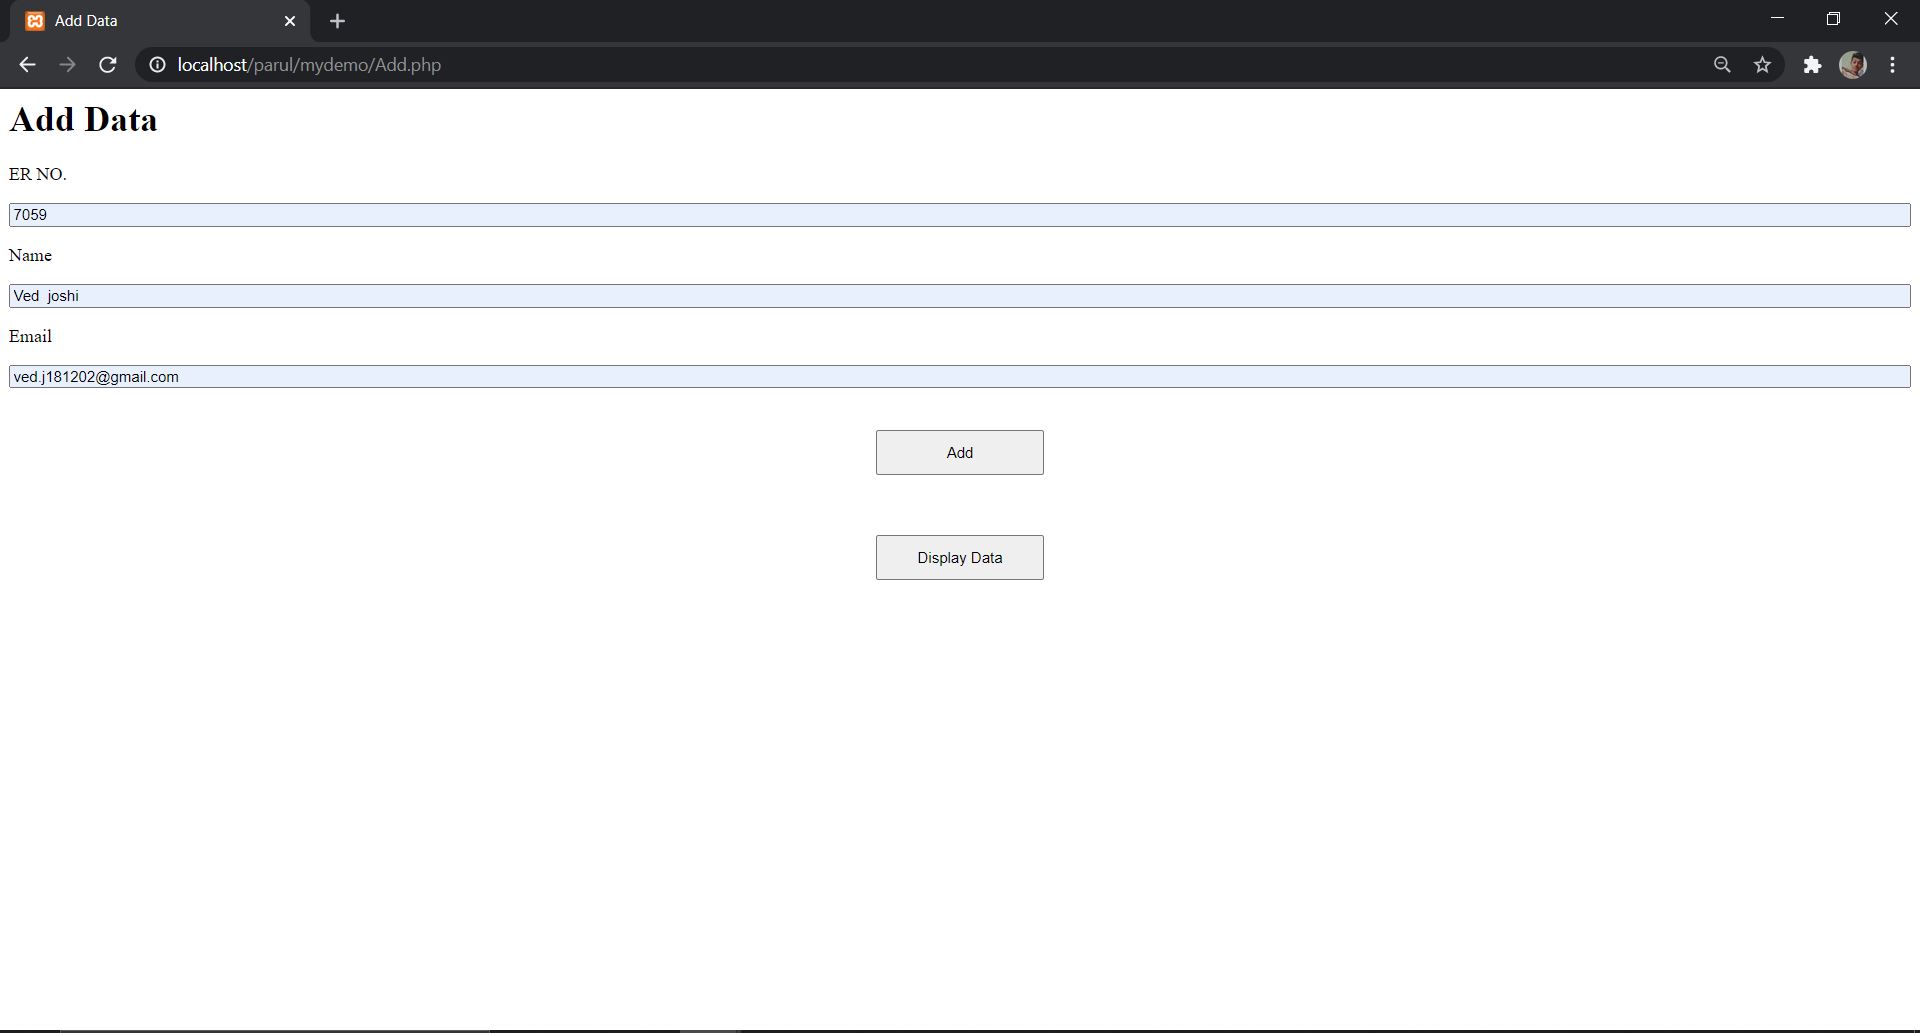 Add Data
localhost/parul/mydemo/Add.php
Add Data
ER NO.
7059
Name
Ved  joshi
Email
ved.j181202@gmail.com
Add
Display Data